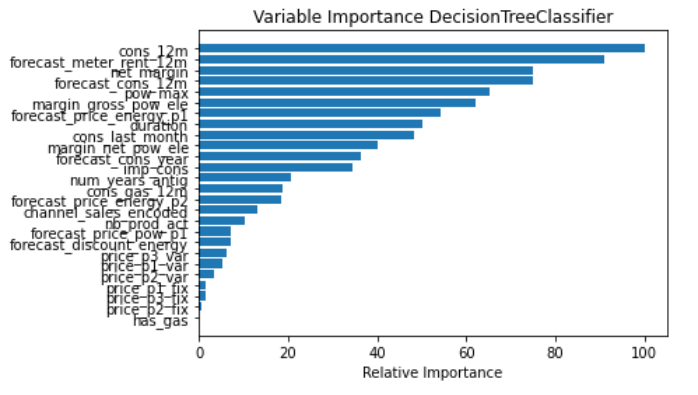 Variable Importance DecisionTreeClassifier
cons_12m
forecast_meter_rent_12m
net_margin
forecast_cons_12m
pow_max
margin_gross_pow_ele
forecast_price_energy_p1
duration
cons_last_month
margin_net_pow_ele
forecast_cons_year
imp_cons
num_years_antig
cons_gas_12m
forecast_price_energy_p2
channel_sales_encoded
nb_prod_act
forecast_price_pow_p1
forecast_discount_energy
price_p3_var
price_p1_var
price_p2_var
price_p1_fix
price_p3_fix
price_p2_fix
has_gas
0 20 40 60 80 100
Relative Importance